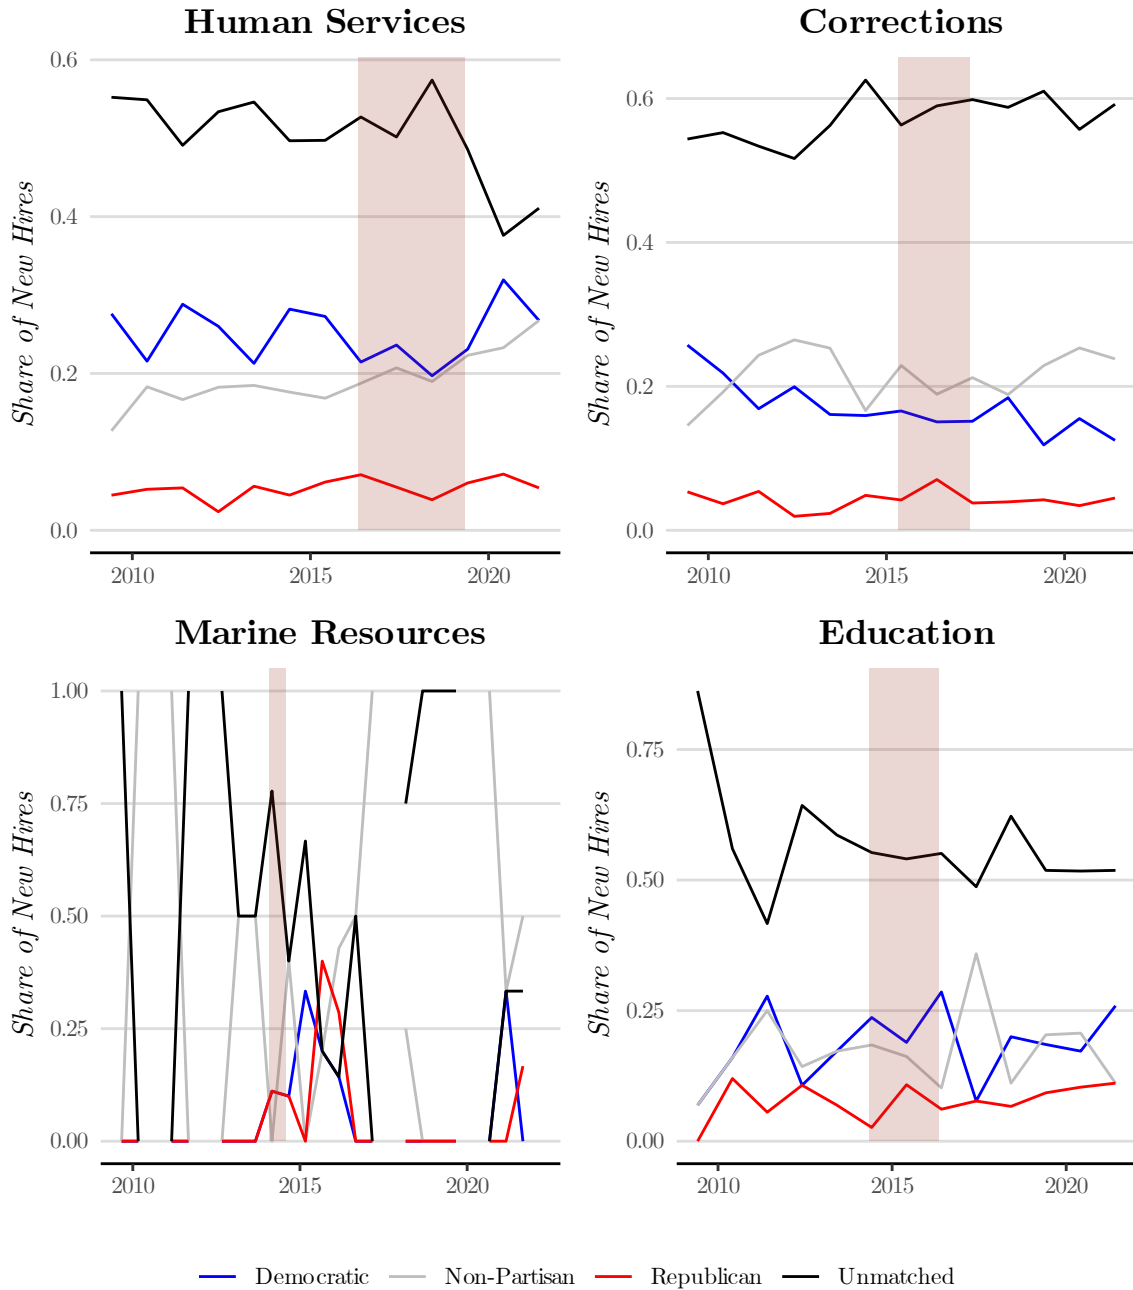 Human Services
Corrections
Share of New Hires
0.6
0.4
0.2
0.0
2010 2015 2020
Share of New Hires
0.6
0.4
0.2
0.0
2010 2015 2020
Marine Resources
Education
Share of New Hires
1.00
0.75
0.50
0.25
0.00
2010 2015 2020
Share of New Hires
0.75
0.50
0.25
0.00
2010 2015 2020
Democratic Non-Partisan Republican Unmatched